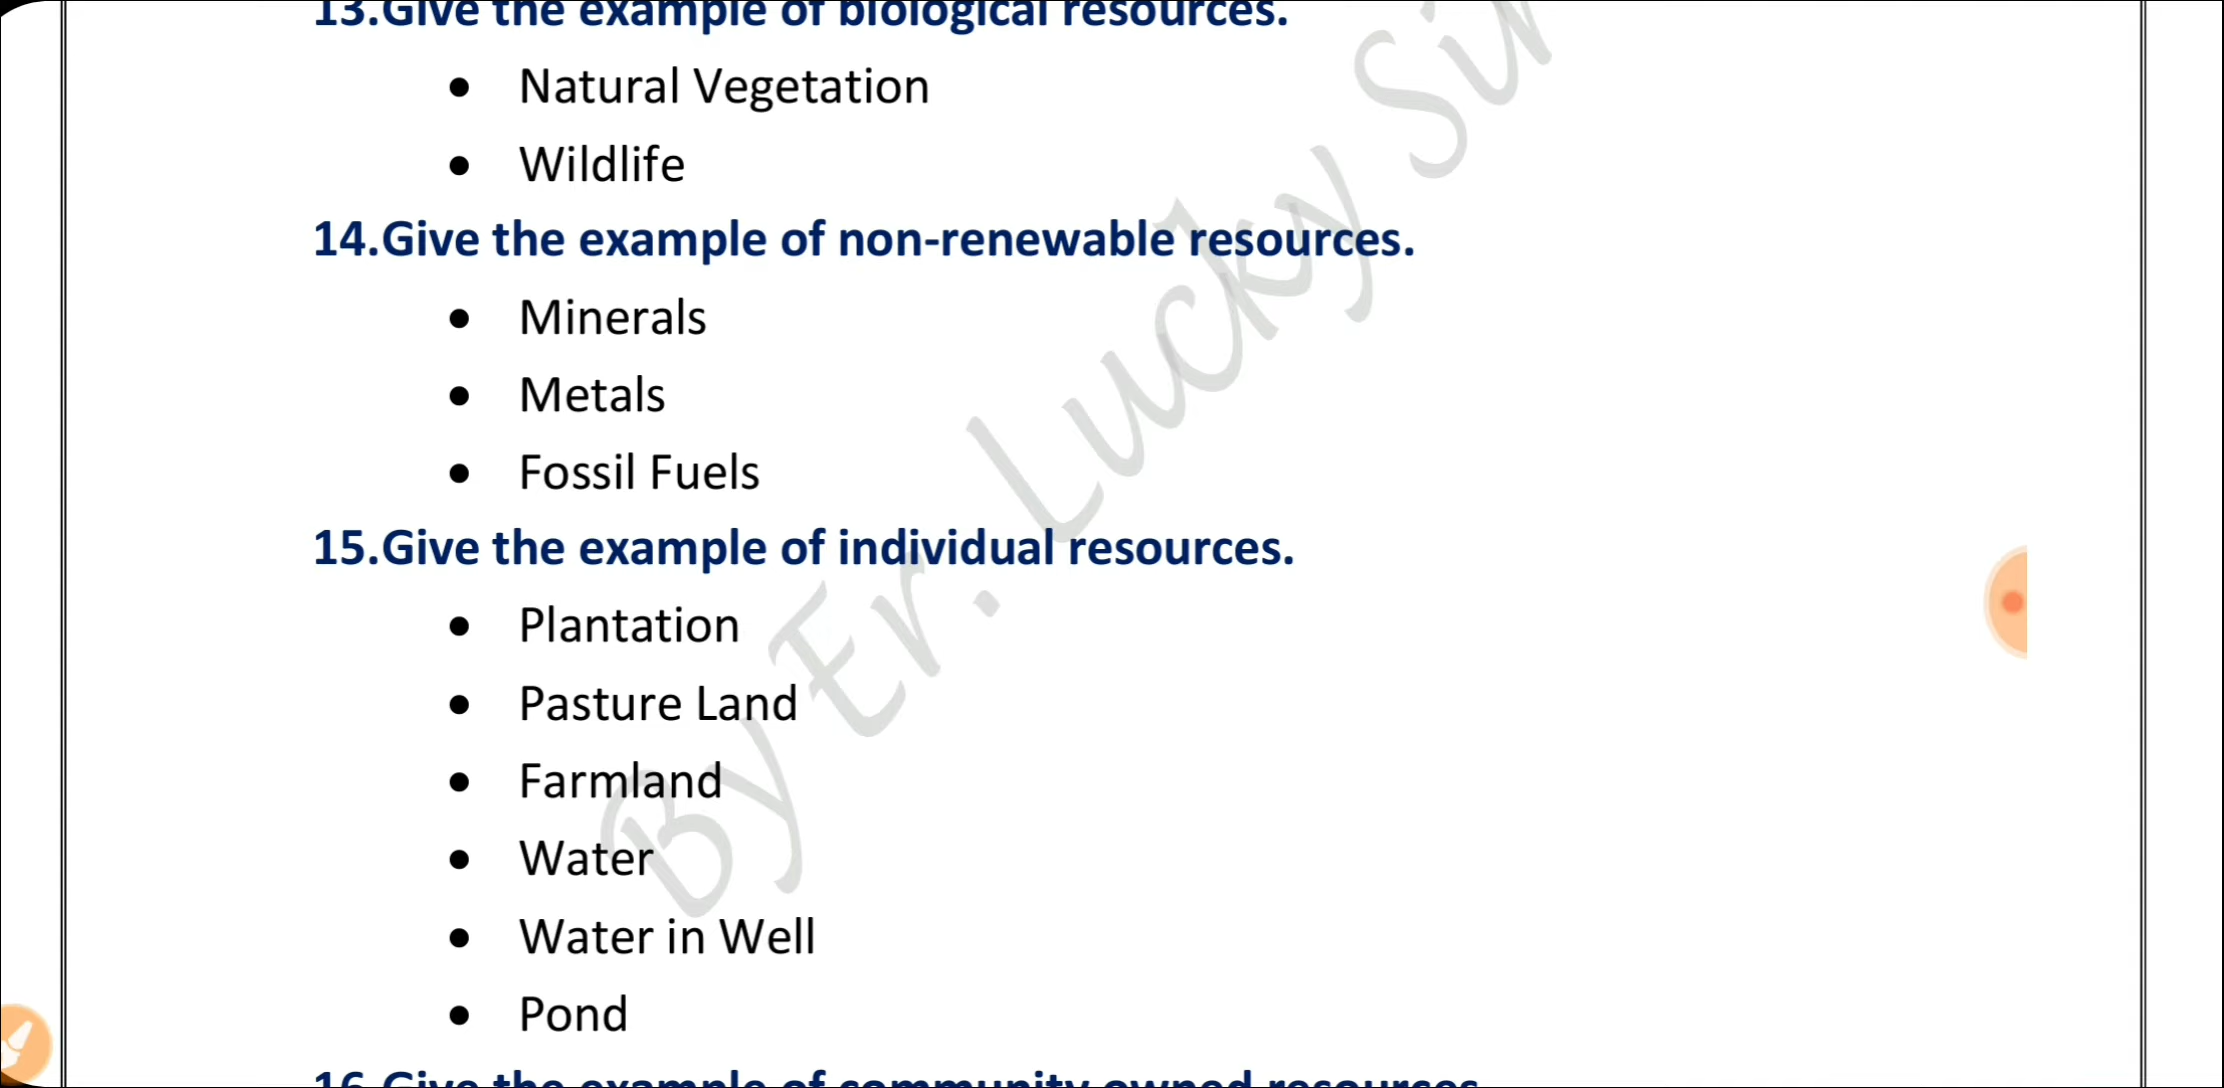 13.Give the example of biological resources.
• Natural Vegetation
• Wildlife
14.Give the example of non-renewable resources.
• Minerals
• Metals
• Fossil Fuels
15.Give the example of individual resources.
• Plantation
• Pasture Land
• Farmland
• Water
• Water in Well
• Pond
16.Give the example of community owned resources
By Er. Lucky Sir